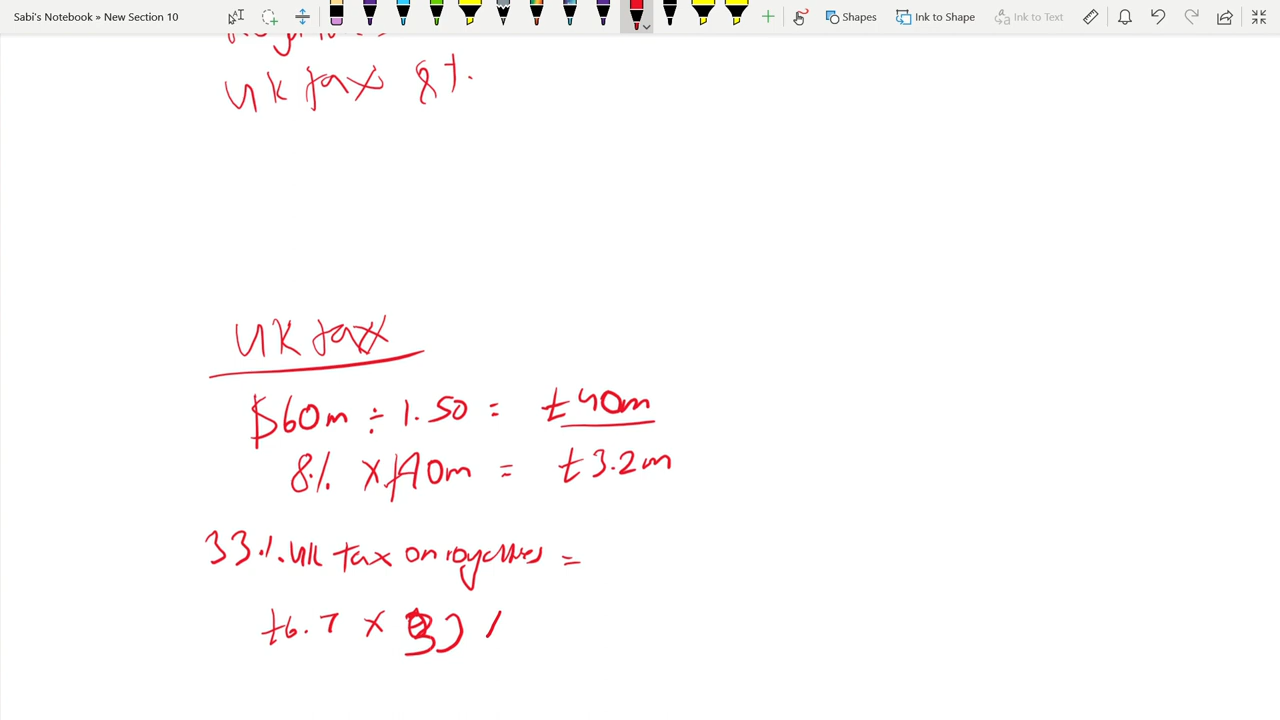 Sabi's Notebook » New Section 10
Shapes
Ink to Shape
Ink to Text
UK tax 8%
UK tax
$60m ÷ 1.50 = £40m
8% x £40m = £3.2m
33% UK tax on royalties =
£6.7 x 33